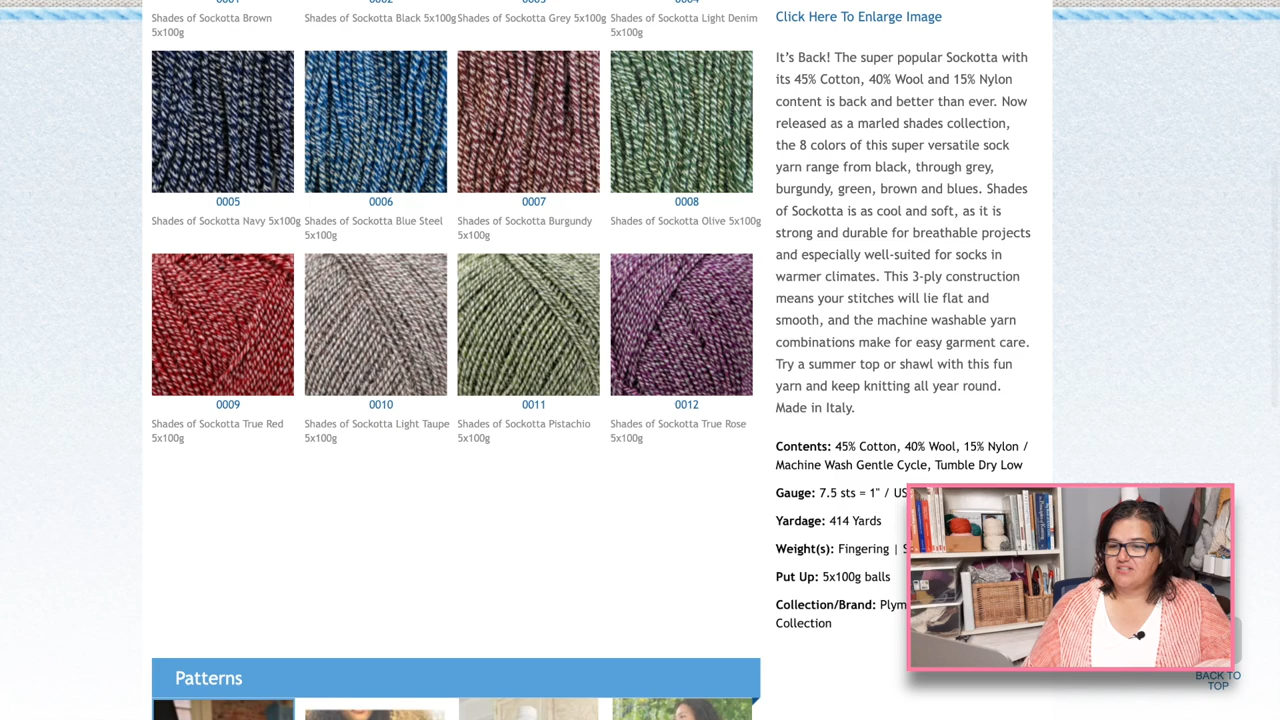 Shades of Sockotta Brown 5x100g
Shades of Sockotta Black 5x100g
Shades of Sockotta Grey 5x100g
Shades of Sockotta Light Denim 5x100g
0005
Shades of Sockotta Navy 5x100g
0006
Shades of Sockotta Blue Steel
5x100g
0007
Shades of Sockotta Burgundy
5x100g
0008
Shades of Sockotta Olive 5x100g
0009
Shades of Sockotta True Red
5x100g
0010
Shades of Sockotta Light Taupe
5x100g
0011
Shades of Sockotta Pistachio
5x100g
0012
Shades of Sockotta True Rose
5x100g
Patterns
Click Here To Enlarge Image
It’s Back! The super popular Sockotta with
its 45% Cotton, 40% Wool and 15% Nylon
content is back and better than ever. Now
released as a marled shades collection,
the 8 colors of this super versatile sock
yarn range from black, through grey,
burgundy, green, brown and blues. Shades
of Sockotta is as cool and soft, as it is
strong and durable for breathable projects
and especially well-suited for socks in
warmer climates. This 3-ply construction
means your stitches will lie flat and
smooth, and the machine washable yarn
combinations make for easy garment care.
Try a summer top or shawl with this fun
yarn and keep knitting all year round.
Made in Italy.
Contents: 45% Cotton, 40% Wool, 15% Nylon /
Machine Wash Gentle Cycle, Tumble Dry Low
Gauge: 7.5 sts = 1" / US
Yardage: 414 Yards
Weight(s): Fingering |
Put Up: 5x100g balls
Collection/Brand: Plym
Collection
BACK TO
TOP